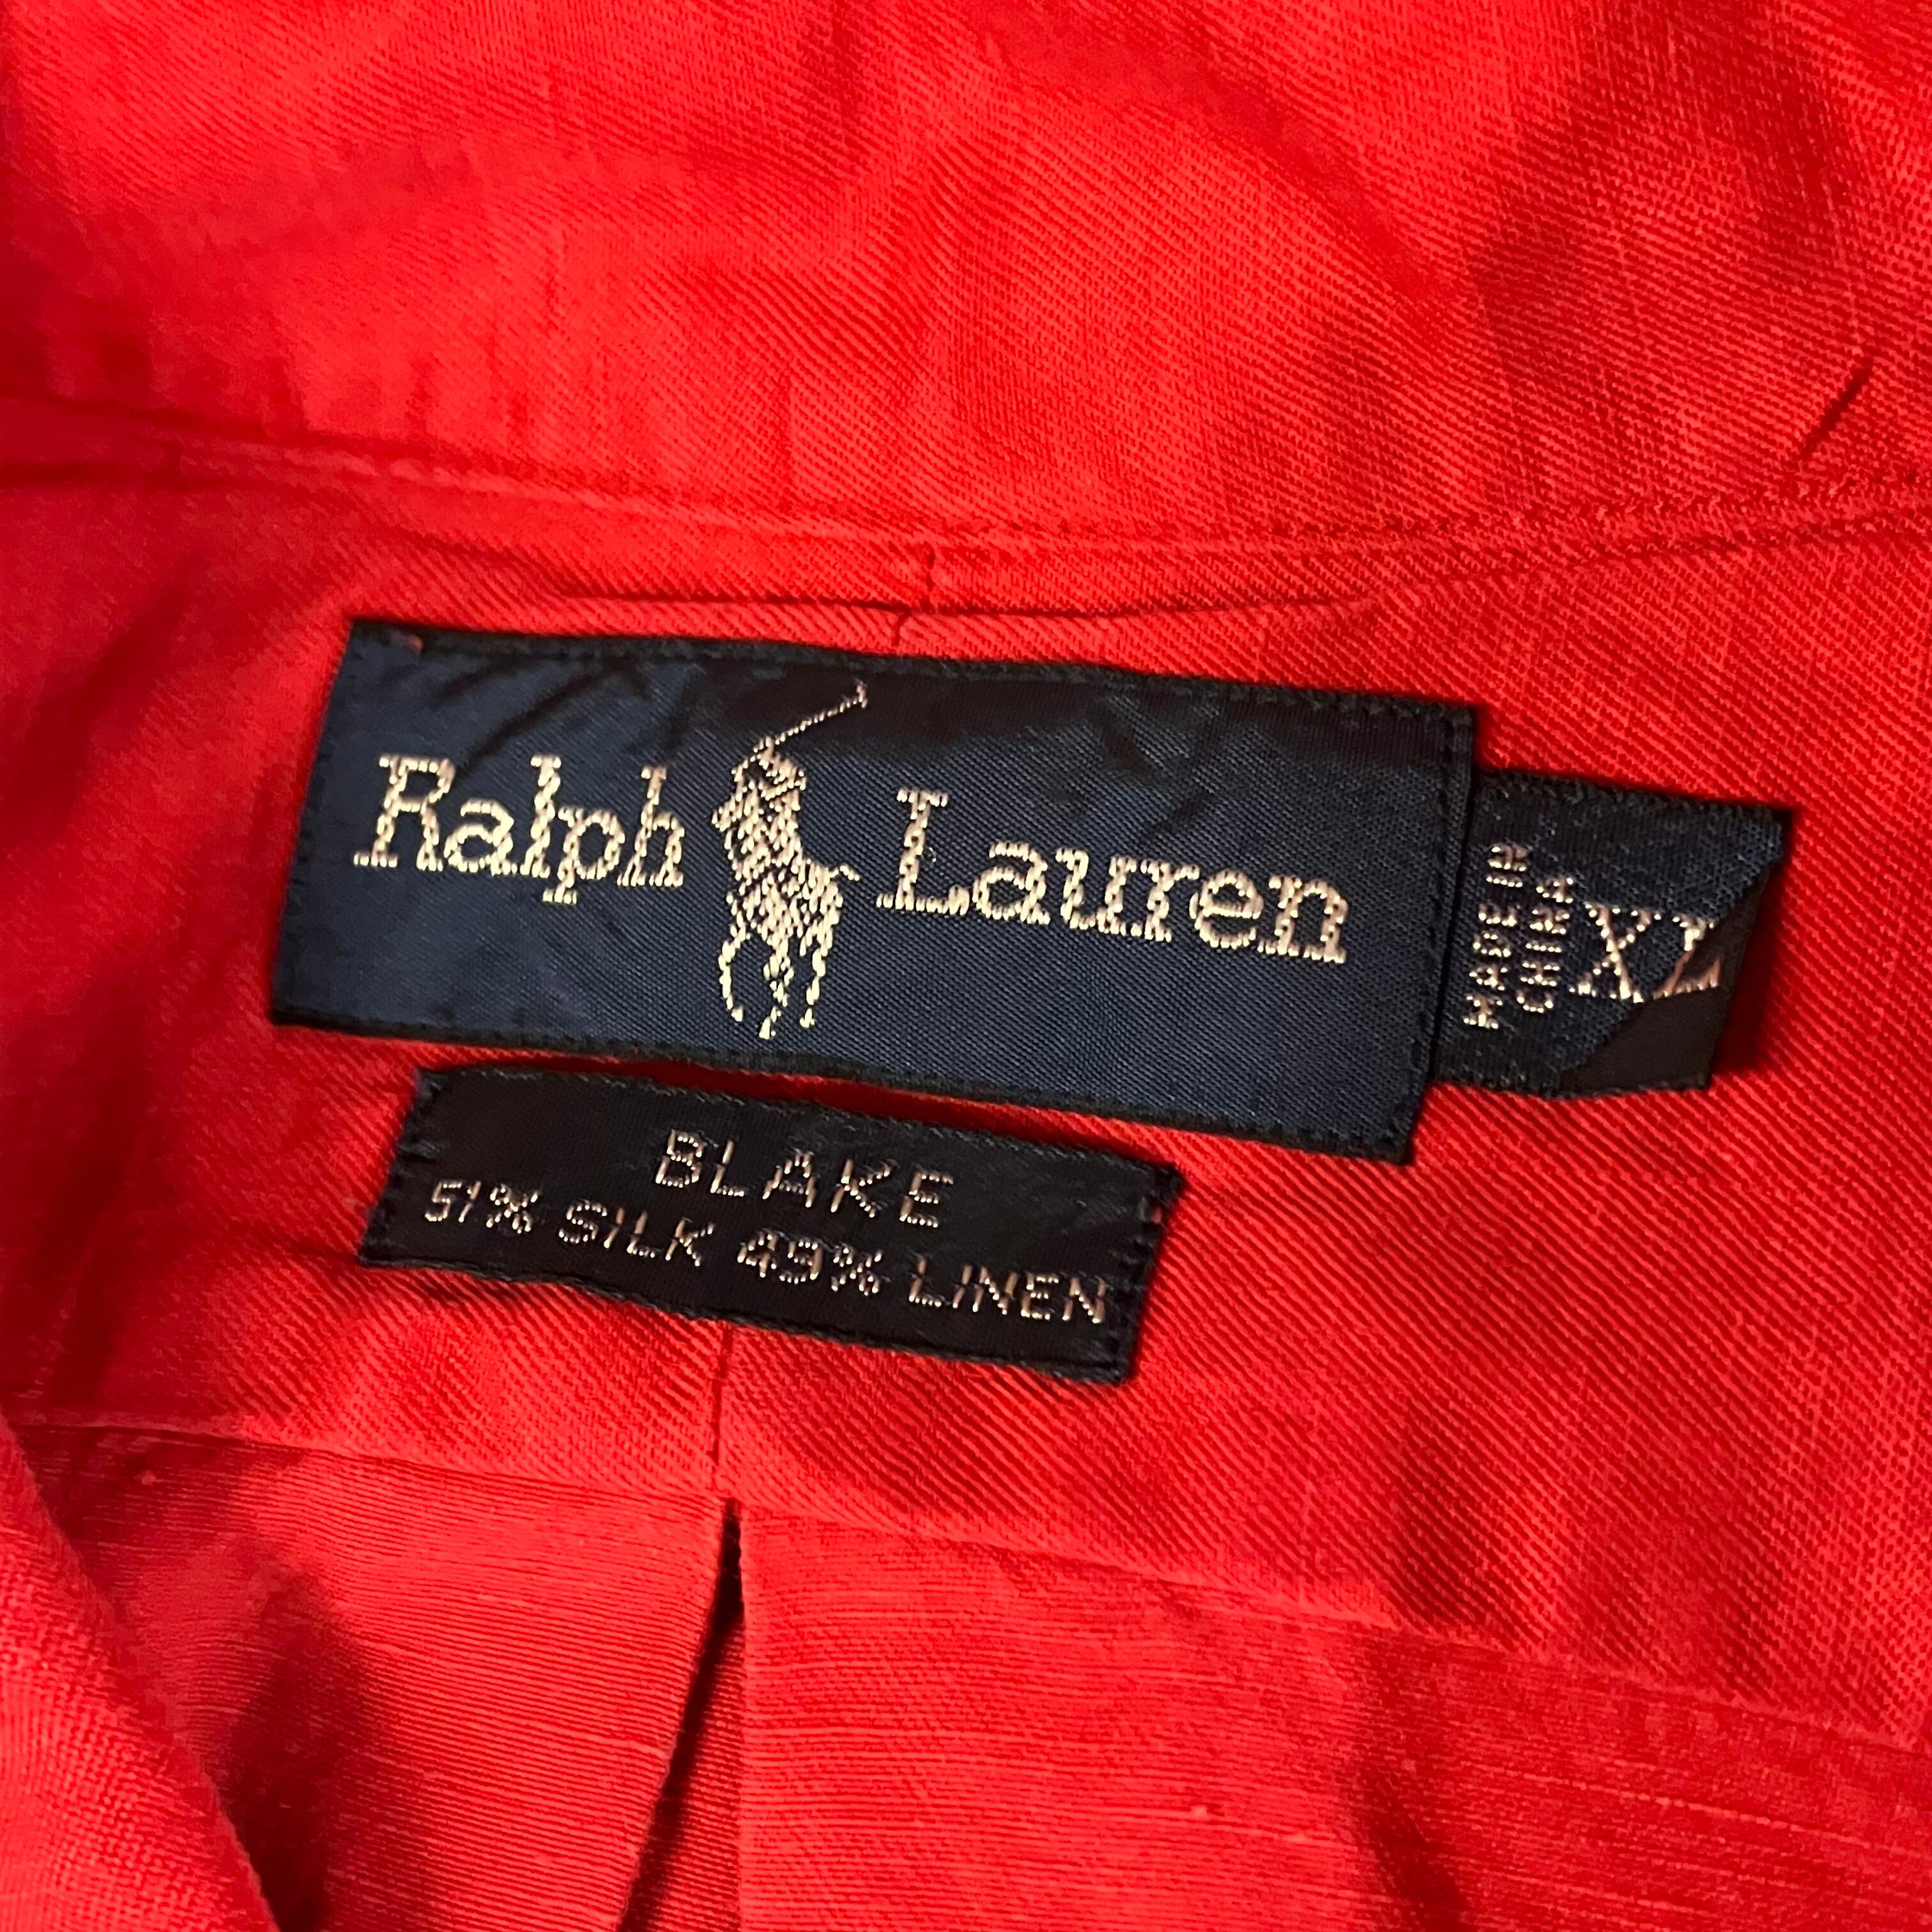 Ralph Lauren
MADE IN
CHINA
XL
BLAKE
51% SILK 49% LINEN